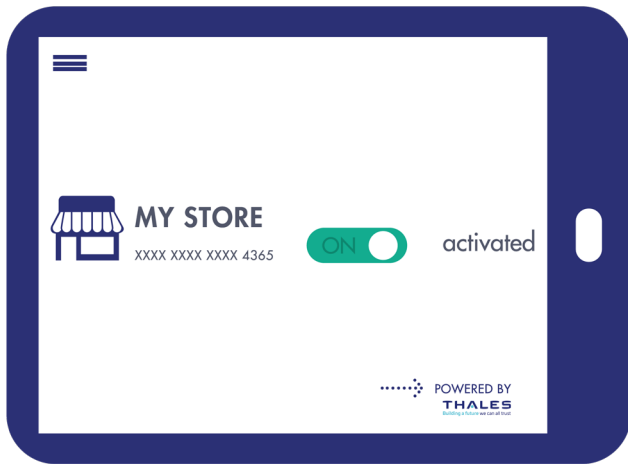 MY STORE
XXXX XXXX XXXX 4365
ON
activated
POWERED BY
THALES
Building a future we can all trust